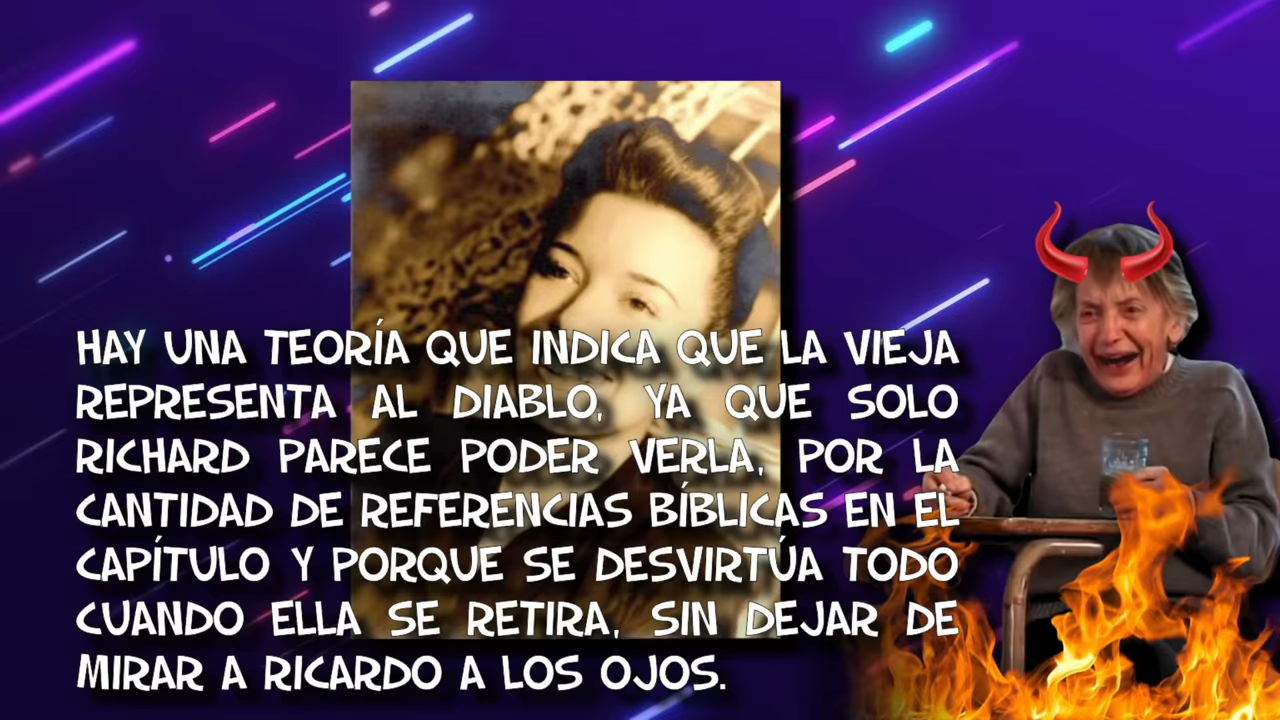 HAY UNA TEORÍA QUE INDICA QUE LA VIEJA
REPRESENTA AL DIABLO, YA QUE SOLO
RICHARD PARECE PODER VERLA, POR LA
CANTIDAD DE REFERENCIAS BÍBLICAS EN EL
CAPÍTULO Y PORQUE SE DESVIRTÚA TODO
CUANDO ELLA SE RETIRA, SIN DEJAR DE
MIRAR A RICARDO A LOS OJOS.